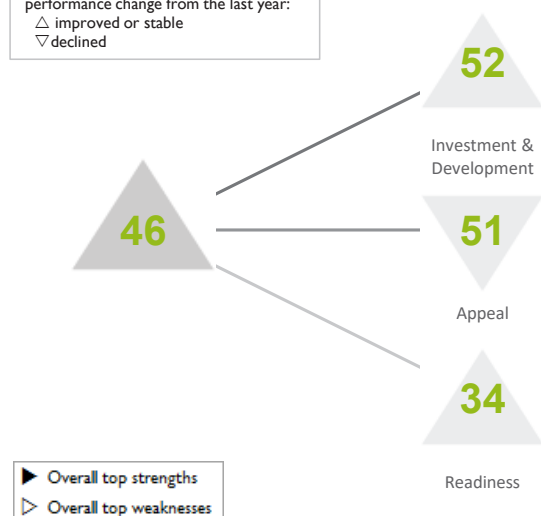 performance change from the last year:
△ improved or stable
▽ declined
52
Investment &
Development
46
51
Appeal
34
Readiness
▶ Overall top strengths
▷ Overall top weaknesses